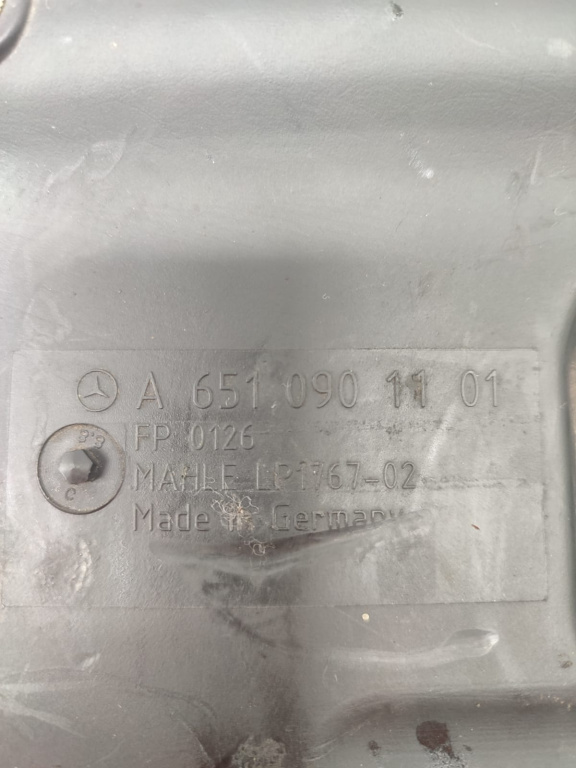 A 651 090 11 01
FP 0126
MAHLE LP1767-02
Made in Germany